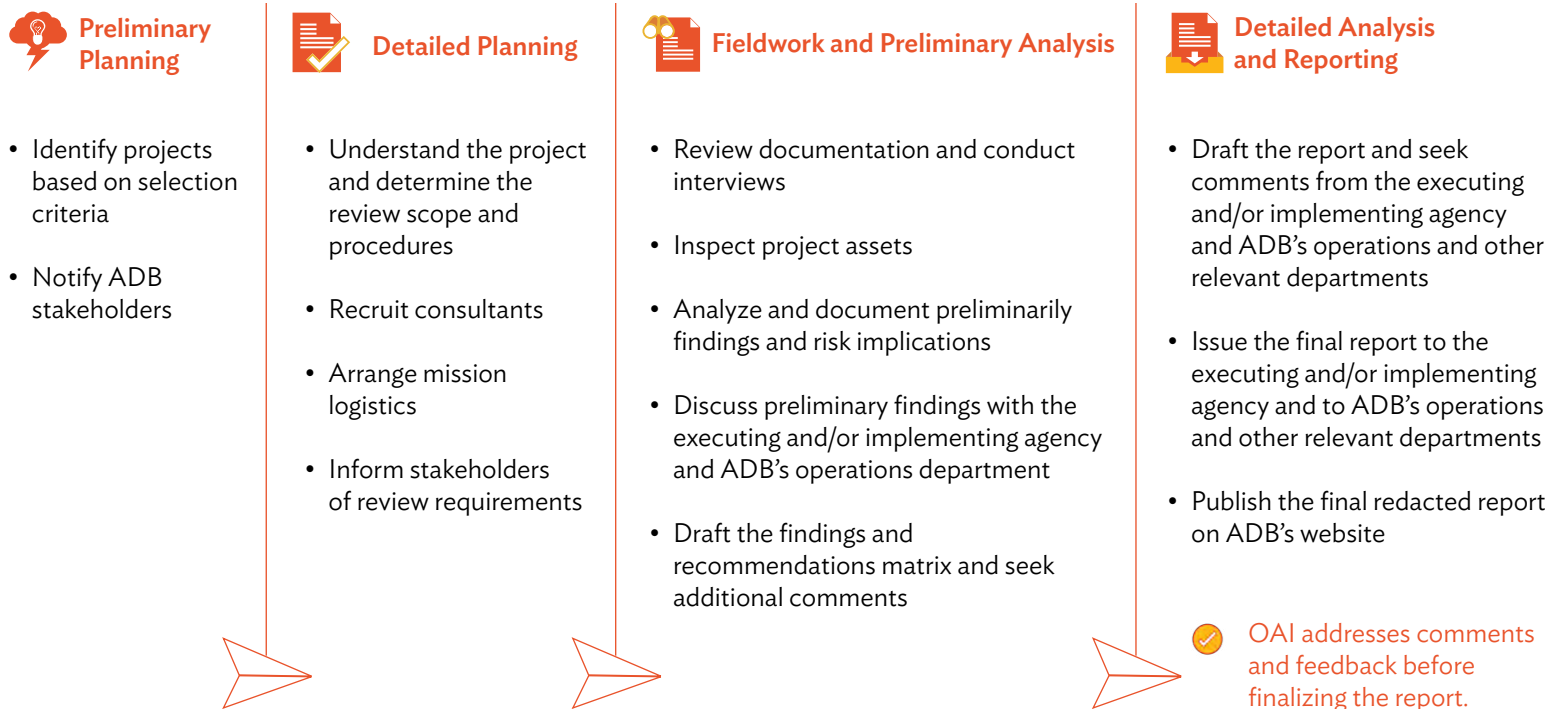 Preliminary
Planning
• Identify projects
based on selection
criteria
• Notify ADB
stakeholders
Detailed Planning
• Understand the project
and determine the
review scope and
procedures
• Recruit consultants
• Arrange mission
logistics
• Inform stakeholders
of review requirements
Fieldwork and Preliminary Analysis
• Review documentation and conduct
interviews
• Inspect project assets
• Analyze and document preliminarily
findings and risk implications
• Discuss preliminary findings with the
executing and/or implementing agency
and ADB’s operations department
• Draft the findings and
recommendations matrix and seek
additional comments
Detailed Analysis
and Reporting
• Draft the report and seek
comments from the executing
and/or implementing agency
and ADB’s operations and other
relevant departments
• Issue the final report to the
executing and/or implementing
agency and to ADB’s operations
and other relevant departments
• Publish the final redacted report
on ADB’s website
OAI addresses comments
and feedback before
finalizing the report.